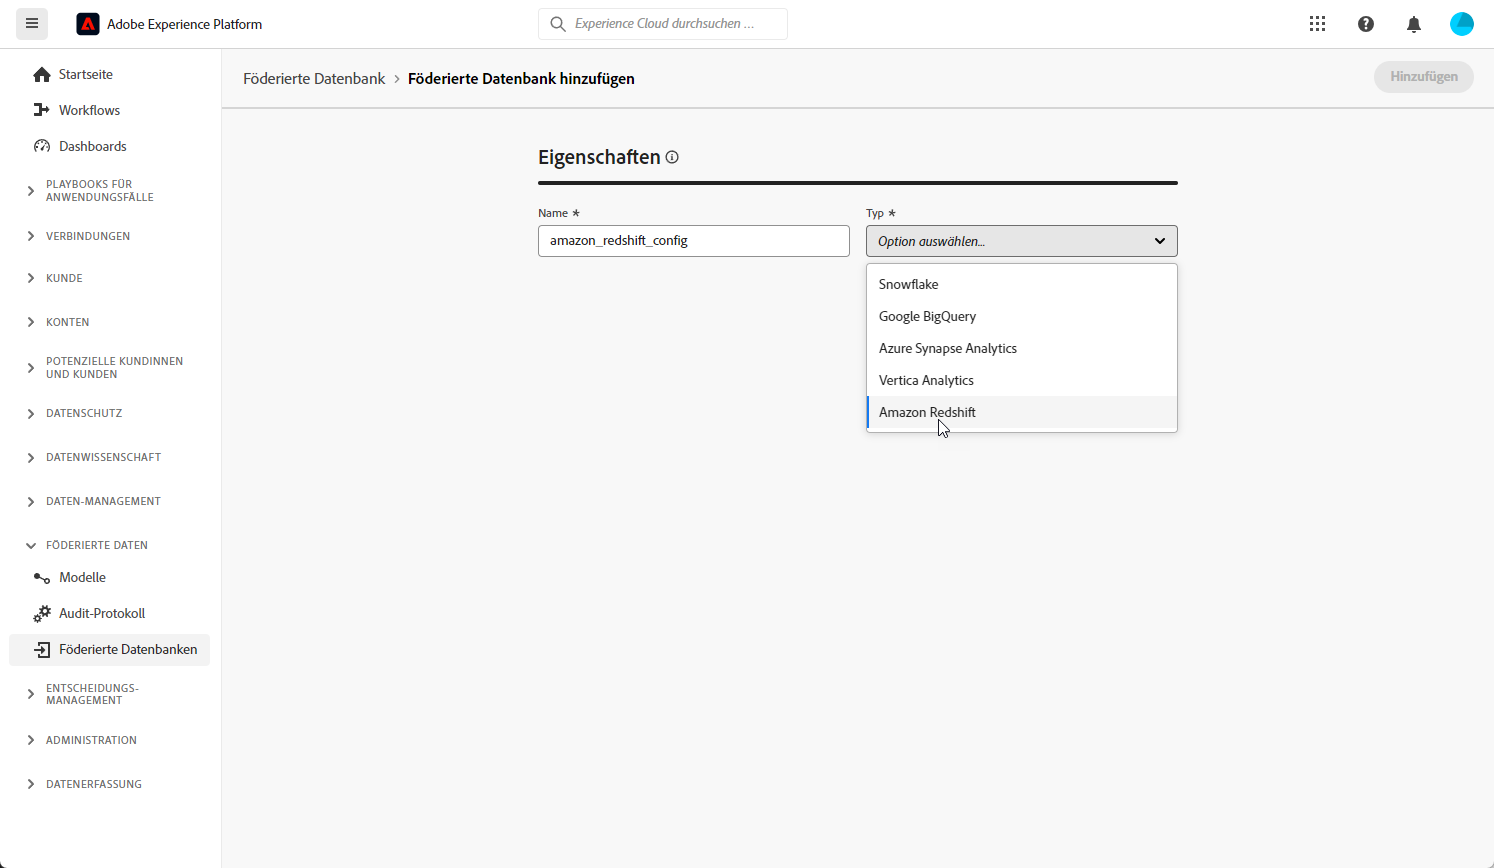 Adobe Experience Platform
Experience Cloud durchsuchen ...
Startseite
Workflows
Dashboards
PLAYBOOKS FÜR
ANWENDUNGSFÄLLE
VERBINDUNGEN
KUNDE
KONTEN
POTENZIELLE KUNDINNEN
UND KUNDEN
DATENSCHUTZ
DATENWISSENSCHAFT
DATEN-MANAGEMENT
FÖDERIERTE DATEN
Modelle
Audit-Protokoll
Föderierte Datenbanken
ENTSCHEIDUNGS-
MANAGEMENT
ADMINISTRATION
DATENERFASSUNG
Föderierte Datenbank > Föderierte Datenbank hinzufügen
Hinzufügen
Eigenschaften
Name *
amazon_redshift_config
Typ *
Option auswählen...
Snowflake
Google BigQuery
Azure Synapse Analytics
Vertica Analytics
Amazon Redshift